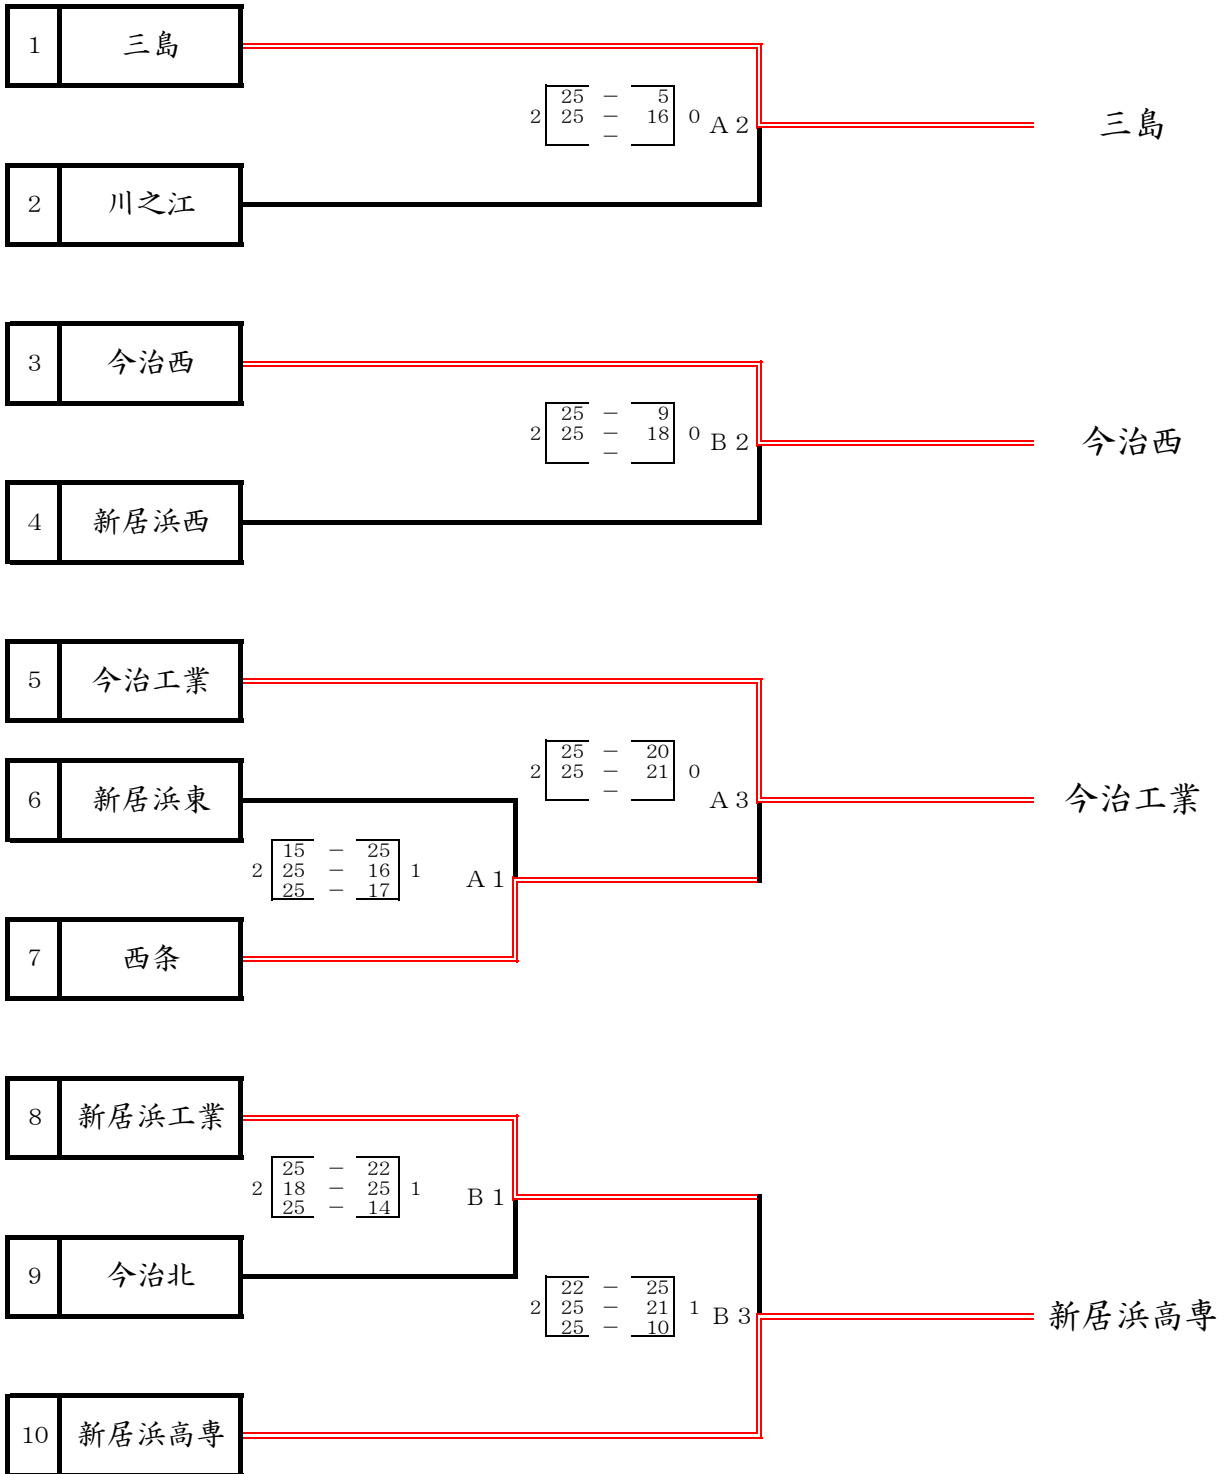 1 三島
25 － 5
2 25 － 16 0 A 2 三島
－
2 川之江
3 今治西
25 － 9
2 25 － 18 0 B 2 今治西
－
4 新居浜西
5 今治工業
25 － 20
2 25 － 21 0
－
6 新居浜東 A 3 今治工業
15 － 25
2 25 － 16 1 A 1
25 － 17
7 西条
8 新居浜工業
25 － 22
2 18 － 25 1 B 1
25 － 14
9 今治北
22 － 25
2 25 － 21 1 B 3 新居浜高専
25 － 10
10 新居浜高専